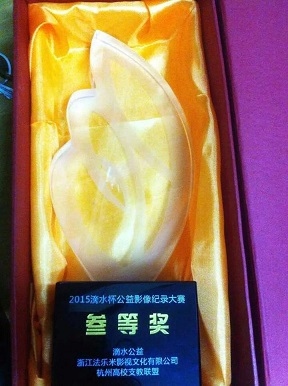 2015滴水杯公益影像纪录大赛
叁等奖
滴水公益
浙江法乐米影视文化有限公司
杭州高校支教联盟